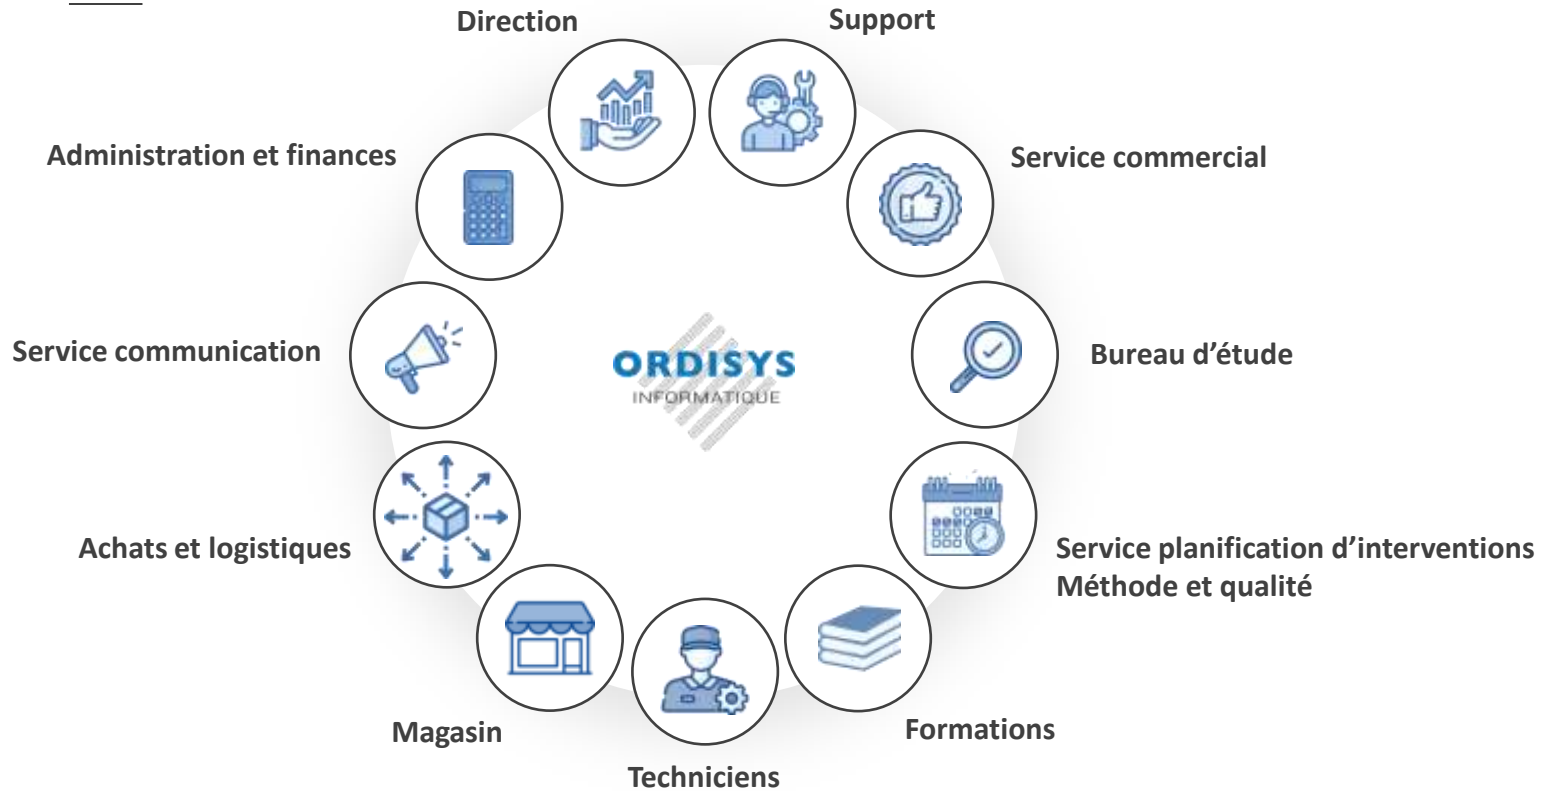 Direction
Support
Administration et finances
Service commercial
Service communication
ORDISYS
INFORMATIQUE
Bureau d’étude
Achats et logistiques
Service planification d’interventions
Méthode et qualité
Magasin
Formations
Techniciens